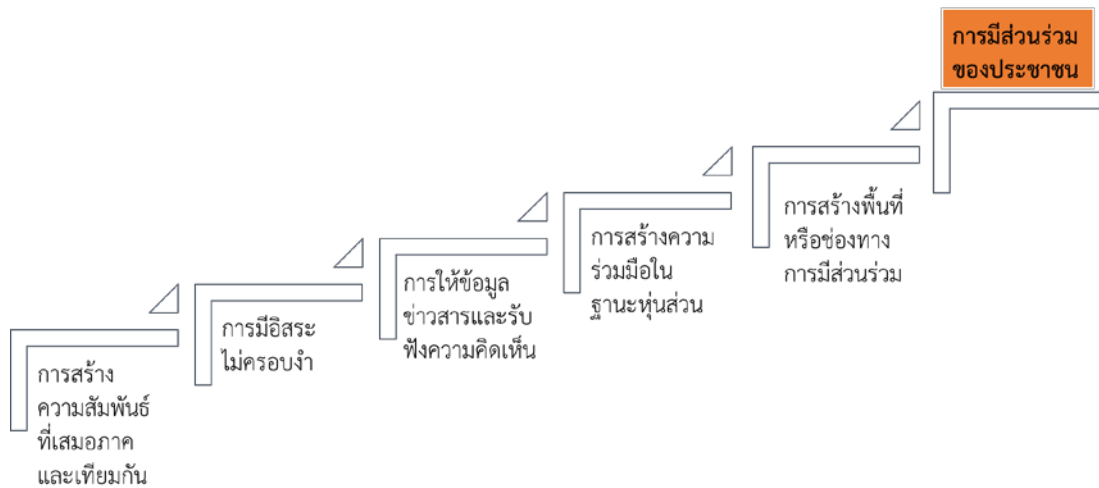 การสร้าง
ความสัมพันธ์
ที่เสมอภาค
และเทียมกัน
การมีอิสระ
ไม่ครอบงำ
การให้ข้อมูล
ข่าวสารและรับ
ฟังความคิดเห็น
การสร้างความ
ร่วมมือใน
ฐานะหุ่นส่วน
การสร้างพื้นที่
หรือช่องทาง
การมีส่วนร่วม
การมีส่วนร่วม
ของประชาชน